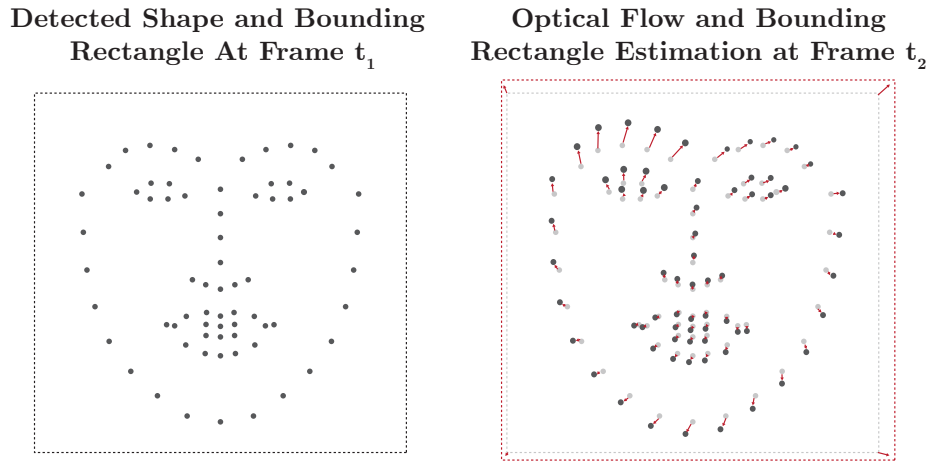 Detected Shape and Bounding
Rectangle At Frame t₁
Optical Flow and Bounding
Rectangle Estimation at Frame t₂